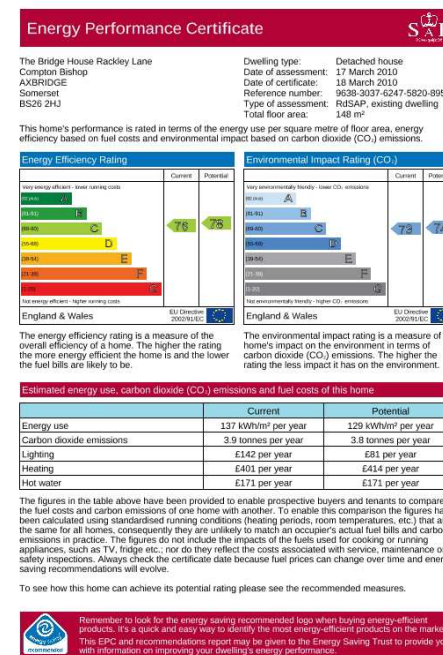 Energy Performance Certificate
The Bridge House Rackley Lane
Compton Bishop
AXBRIDGE
Somerset
BS26 2HJ
Dwelling type: Detached house
Date of assessment: 17 March 2010
Date of certificate: 18 March 2010
Reference number: 9638-3037-6247-5820-895
Type of assessment: RdSAP, existing dwelling
Total floor area: 148 m²
This home's performance is rated in terms of the energy use per square metre of floor area, energy
efficiency based on fuel costs and environmental impact based on carbon dioxide (CO₂) emissions.
Energy Efficiency Rating
Current Potential
Very energy efficient - lower running costs
(92 plus) A
(81-91) B
(69-80) C
(55-68) D
(39-54) E
(21-38) F
(1-20) G
76 78
Not energy efficient - higher running costs
England & Wales
EU Directive
2002/91/EC
The energy efficiency rating is a measure of the
overall efficiency of a home. The higher the rating
the more energy efficient the home is and the lower
the fuel bills are likely to be.
Environmental Impact Rating (CO₂)
Current Poten
Very environmentally friendly - lower CO₂ emissions
(92 plus) A
(81-91) B
(69-80) C
(55-68) D
(39-54) E
(21-38) F
(1-20) G
73
Not environmentally friendly - higher CO₂ emissions
England & Wales
EU Directive
2002/91/EC
The environmental impact rating is a measure of
home's impact on the environment in terms of
carbon dioxide (CO₂) emissions. The higher the
rating the less impact it has on the environment.
Estimated energy use, carbon dioxide (CO₂) emissions and fuel costs of this home
Current Potential
Energy use 137 kWh/m² per year 129 kWh/m² per year
Carbon dioxide emissions 3.9 tonnes per year 3.8 tonnes per year
Lighting £142 per year £81 per year
Heating £401 per year £414 per year
Hot water £171 per year £171 per year
The figures in the table above have been provided to enable prospective buyers and tenants to compare
the fuel costs and carbon emissions of one home with another. To enable this comparison the figures ha
been calculated using standardised running conditions (heating periods, room temperatures, etc.) that a
the same for all homes, consequently they are unlikely to match an occupier's actual fuel bills and carbo
emissions in practice. The figures do not include the impacts of the fuels used for cooking or running
appliances, such as TV, fridge etc.; nor do they reflect the costs associated with service, maintenance o
safety inspections. Always check the certificate date because fuel prices can change over time and ener
saving recommendations will evolve.
To see how this home can achieve its potential rating please see the recommended measures.
Remember to look for the energy saving recommended logo when buying energy-efficient
products. It's a quick and easy way to identify the most energy-efficient products on the marke
This EPC and recommendations report may be given to the Energy Saving Trust to provide yo
with information on improving your dwelling's energy performance.
recommended